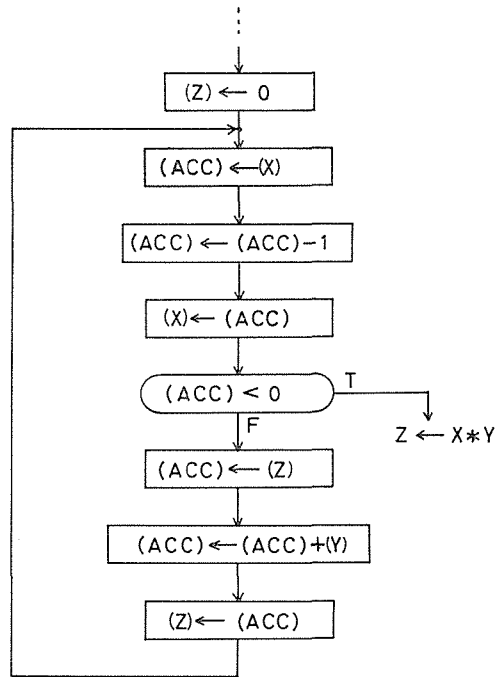 (Z) ← 0
(ACC) ← (X)
(ACC) ← (ACC)-1
(X) ← (ACC)
(ACC) < 0
T
F
Z ← X*Y
(ACC) ← (Z)
(ACC) ← (ACC)+(Y)
(Z) ← (ACC)